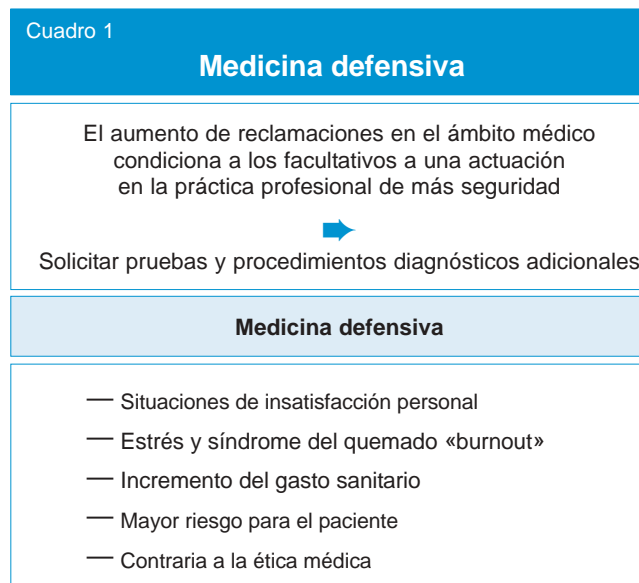 Cuadro 1
Medicina defensiva
El aumento de reclamaciones en el ámbito médico
condiciona a los facultativos a una actuación
en la práctica profesional de más seguridad
Solicitar pruebas y procedimientos diagnósticos adicionales
Medicina defensiva
— Situaciones de insatisfacción personal
— Estrés y síndrome del quemado «burnout»
— Incremento del gasto sanitario
— Mayor riesgo para el paciente
— Contraria a la ética médica